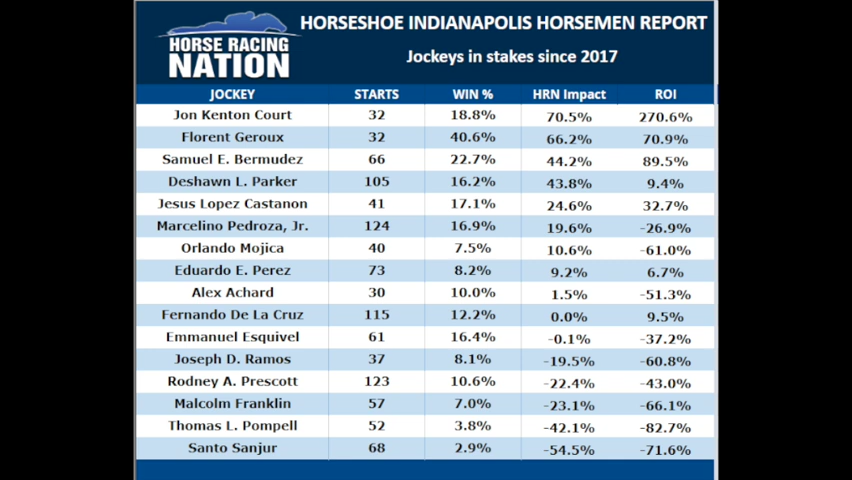 HORSE RACING
NATION
HORSESHOE INDIANAPOLIS HORSEMEN REPORT
Jockeys in stakes since 2017
JOCKEY STARTS WIN % HRN Impact ROI
Jon Kenton Court 32 18.8% 70.5% 270.6%
Florent Geroux 32 40.6% 66.2% 70.9%
Samuel E. Bermudez 66 22.7% 44.2% 89.5%
Deshawn L. Parker 105 16.2% 43.8% 9.4%
Jesus Lopez Castanon 41 17.1% 24.6% 32.7%
Marcelino Pedroza, Jr. 124 16.9% 19.6% -26.9%
Orlando Mojica 40 7.5% 10.6% -61.0%
Eduardo E. Perez 73 8.2% 9.2% 6.7%
Alex Achard 30 10.0% 1.5% -51.3%
Fernando De La Cruz 115 12.2% 0.0% 9.5%
Emmanuel Esquivel 61 16.4% -0.1% -37.2%
Joseph D. Ramos 37 8.1% -19.5% -60.8%
Rodney A. Prescott 123 10.6% -22.4% -43.0%
Malcolm Franklin 57 7.0% -23.1% -66.1%
Thomas L. Pompell 52 3.8% -42.1% -82.7%
Santo Sanjur 68 2.9% -54.5% -71.6%